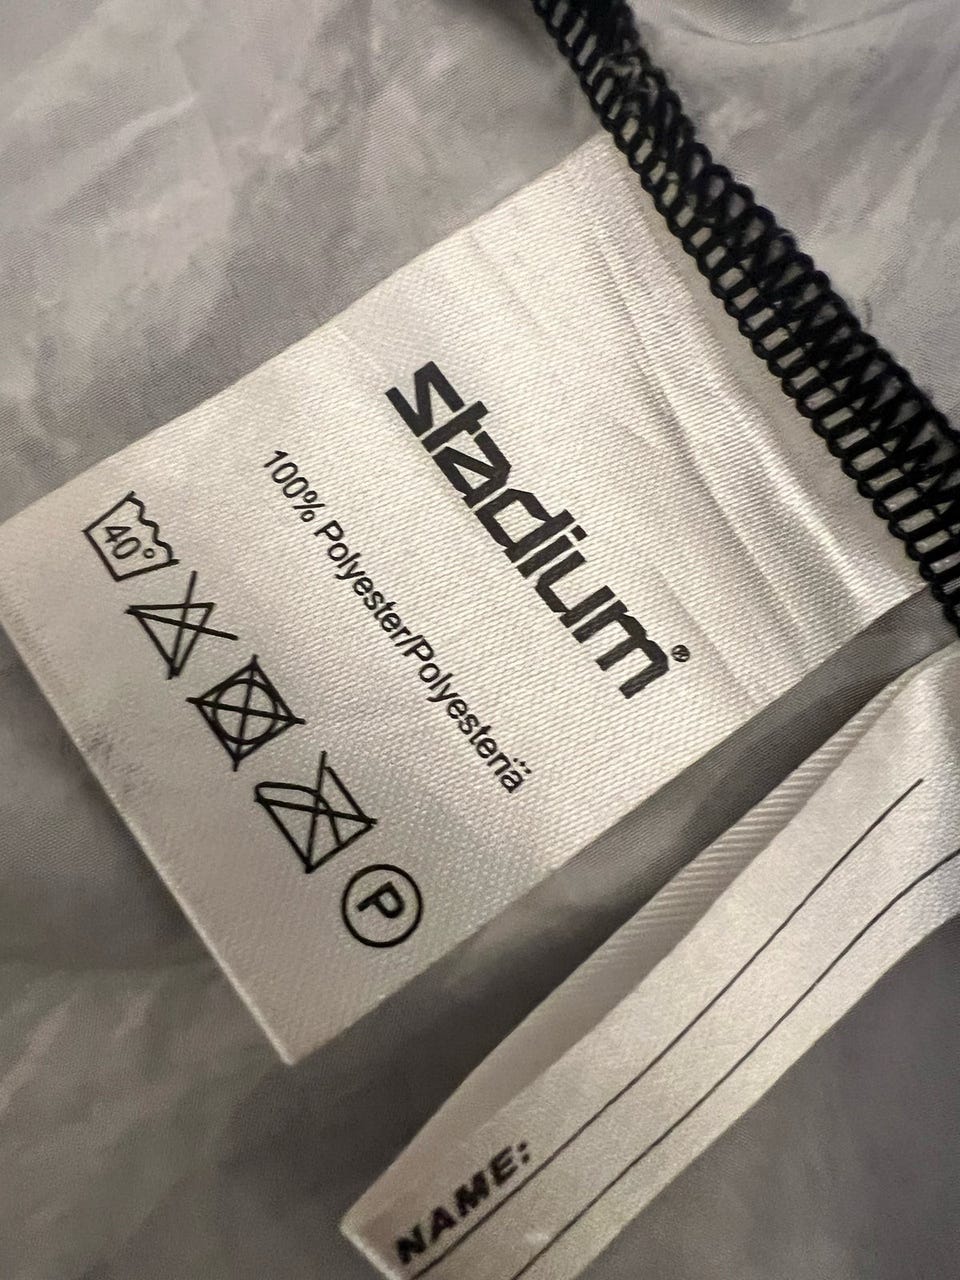 stadium®
100% Polyester/Polyesteriä
40°
P
NAME: